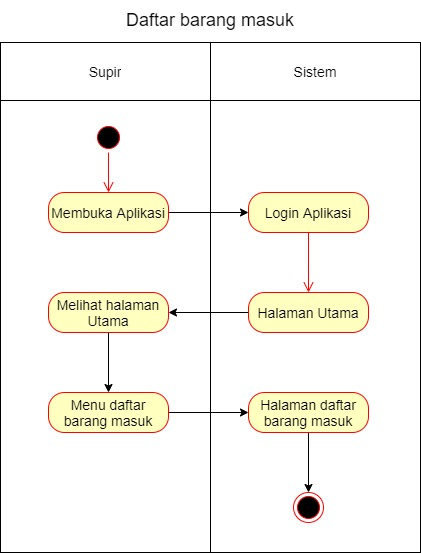 Daftar barang masuk
Supir
Sistem
Membuka Aplikasi
Login Aplikasi
Melihat halaman
Utama
Halaman Utama
Menu daftar
barang masuk
Halaman daftar
barang masuk